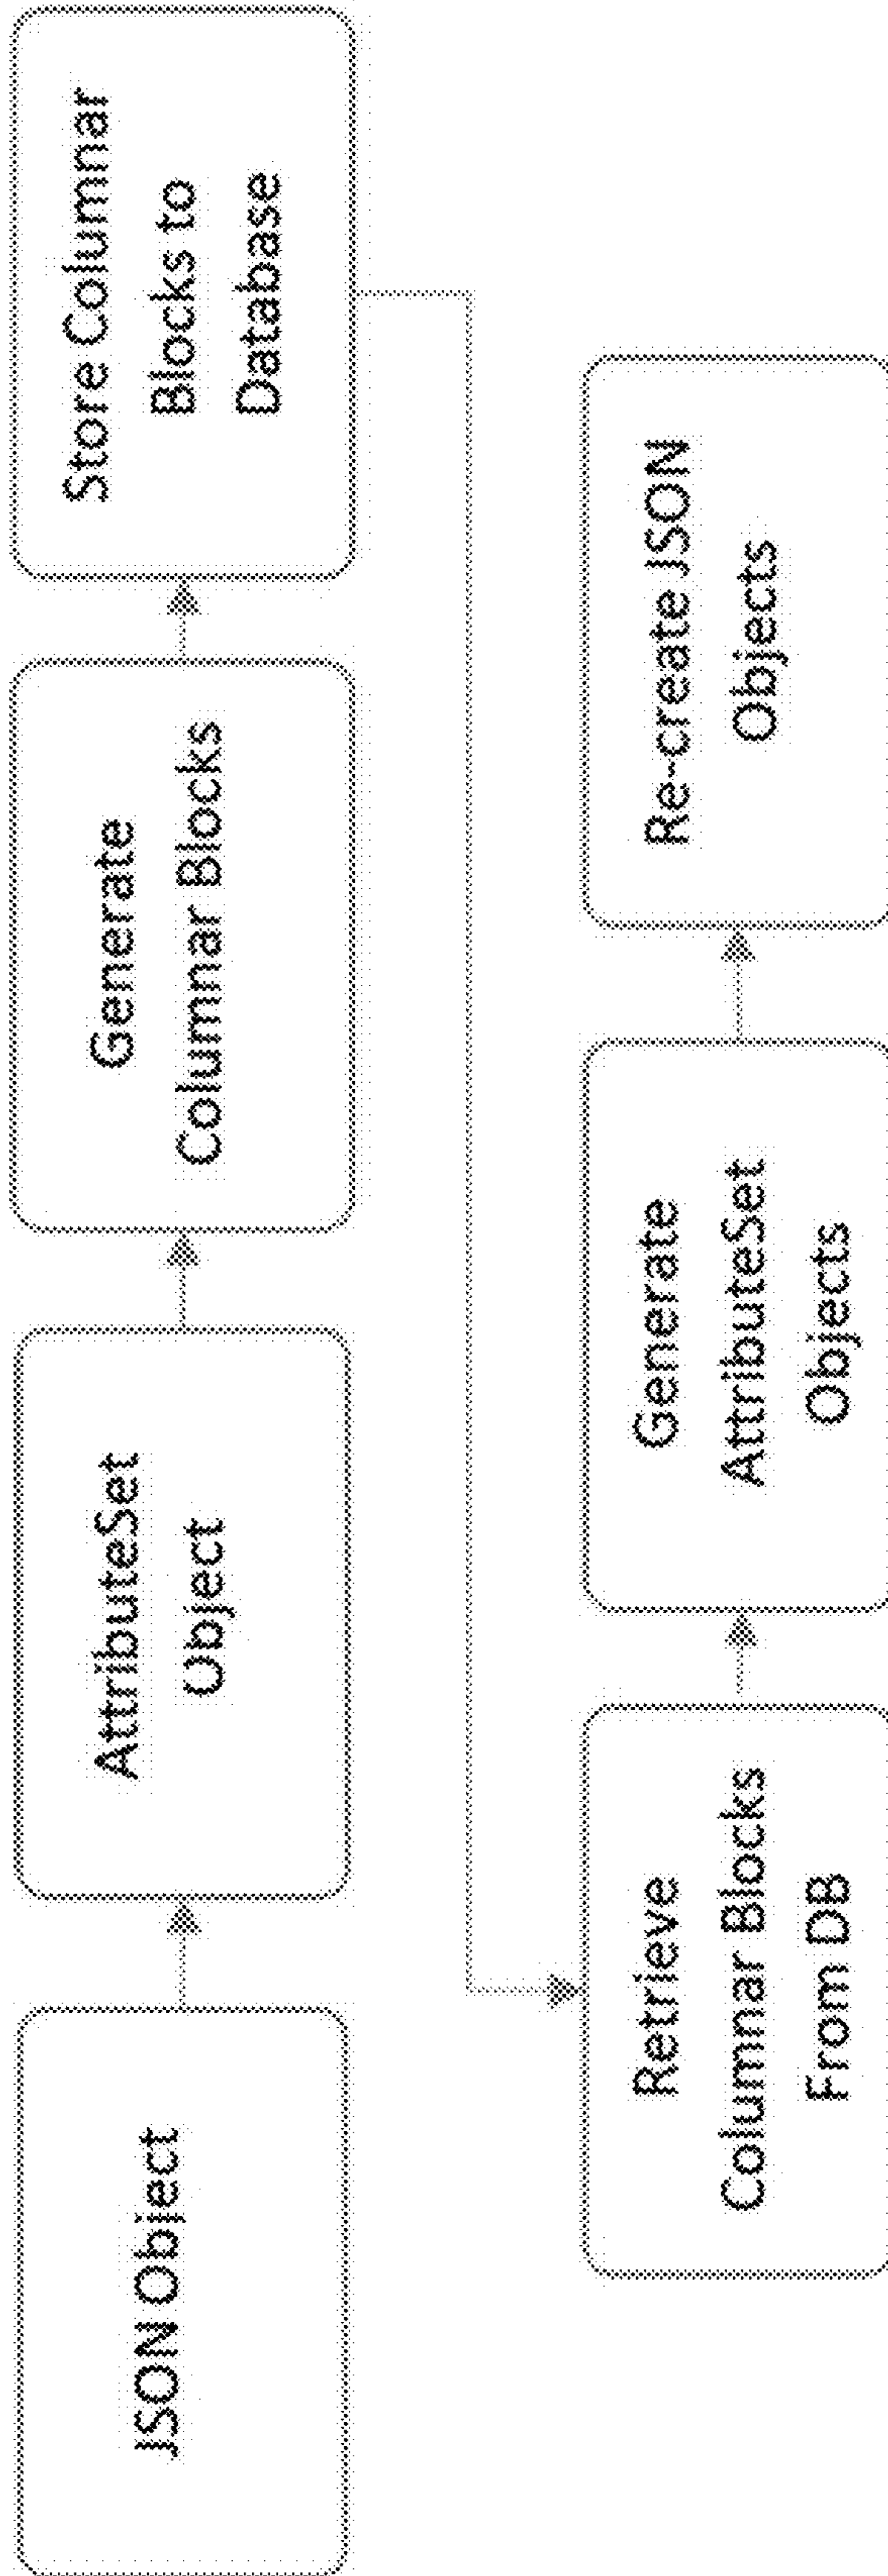 JSON Object
AttributeSet
Object
Generate
Columnar Blocks
Store Columnar
Blocks to
Database
Retrieve
Columnar Blocks
From DB
Generate
AttributeSet
Objects
Re-create JSON
Objects